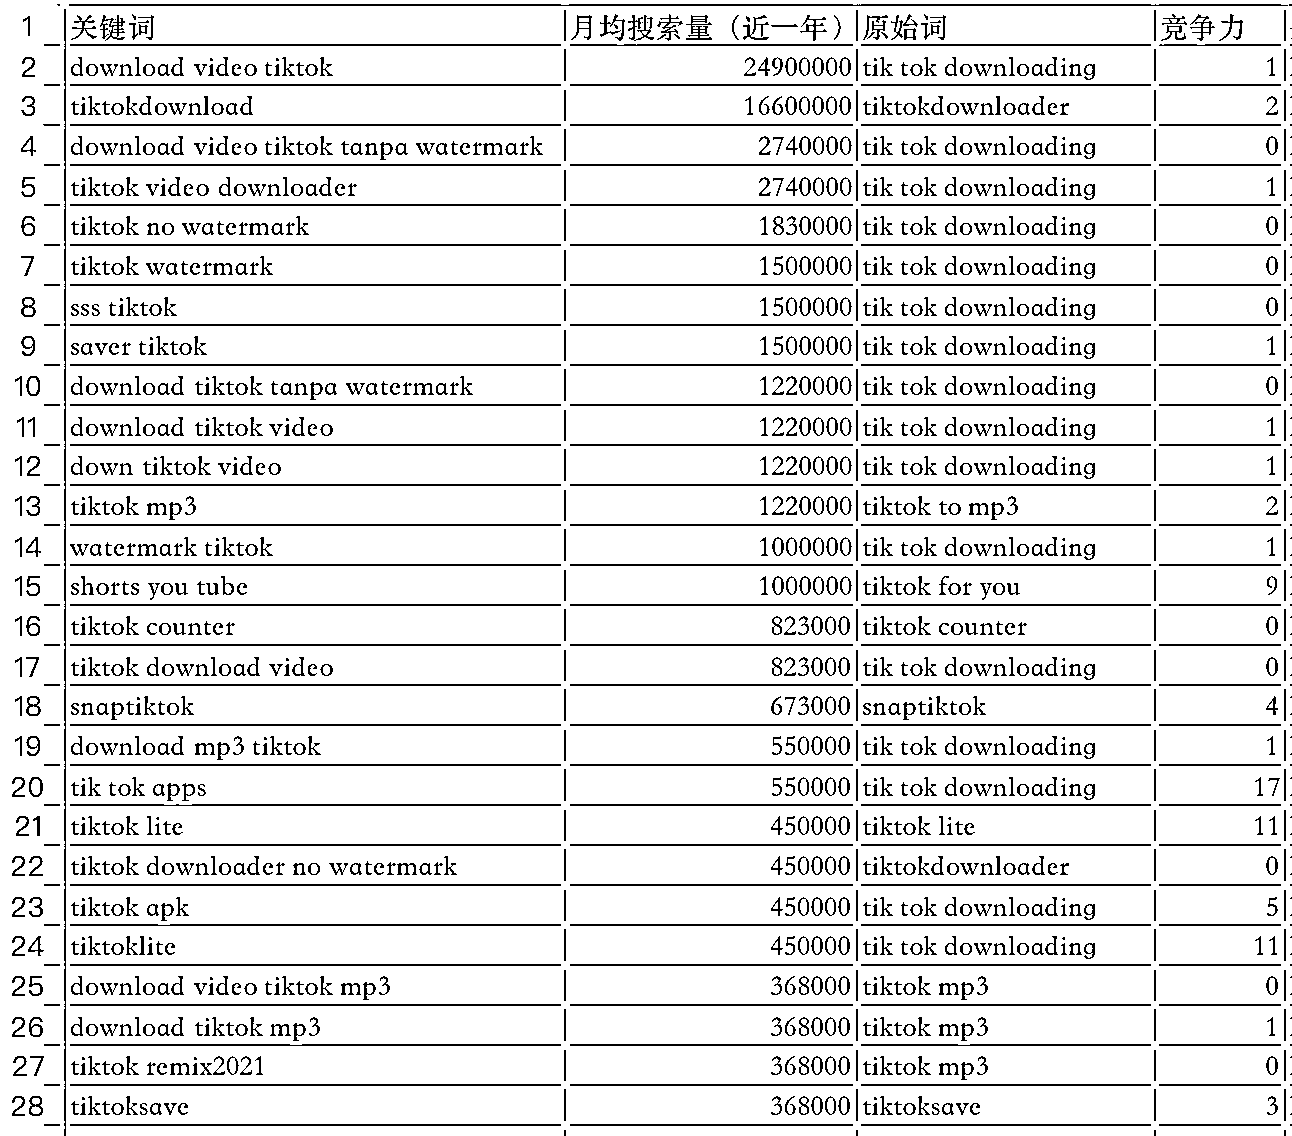 1 关键词 月均搜索量（近一年） 原始词 竞争力
2 download video tiktok 24900000 tik tok downloading 1
3 tiktokdownload 16600000 tiktokdownloader 2
4 download video tiktok tanpa watermark 2740000 tik tok downloading 0
5 tiktok video downloader 2740000 tik tok downloading 1
6 tiktok no watermark 1830000 tik tok downloading 0
7 tiktok watermark 1500000 tik tok downloading 0
8 sss tiktok 1500000 tik tok downloading 0
9 saver tiktok 1500000 tik tok downloading 1
10 download tiktok tanpa watermark 1220000 tik tok downloading 0
11 download tiktok video 1220000 tik tok downloading 1
12 down tiktok video 1220000 tik tok downloading 1
13 tiktok mp3 1220000 tiktok to mp3 2
14 watermark tiktok 1000000 tik tok downloading 1
15 shorts you tube 1000000 tiktok for you 9
16 tiktok counter 823000 tiktok counter 0
17 tiktok download video 823000 tik tok downloading 0
18 snaptiktok 673000 snaptiktok 4
19 download mp3 tiktok 550000 tik tok downloading 1
20 tik tok apps 550000 tik tok downloading 17
21 tiktok lite 450000 tiktok lite 11
22 tiktok downloader no watermark 450000 tiktokdownloader 0
23 tiktok apk 450000 tik tok downloading 5
24 tiktoklite 450000 tik tok downloading 11
25 download video tiktok mp3 368000 tiktok mp3 0
26 download tiktok mp3 368000 tiktok mp3 1
27 tiktok remix2021 368000 tiktok mp3 0
28 tiktoksave 368000 tiktoksave 3